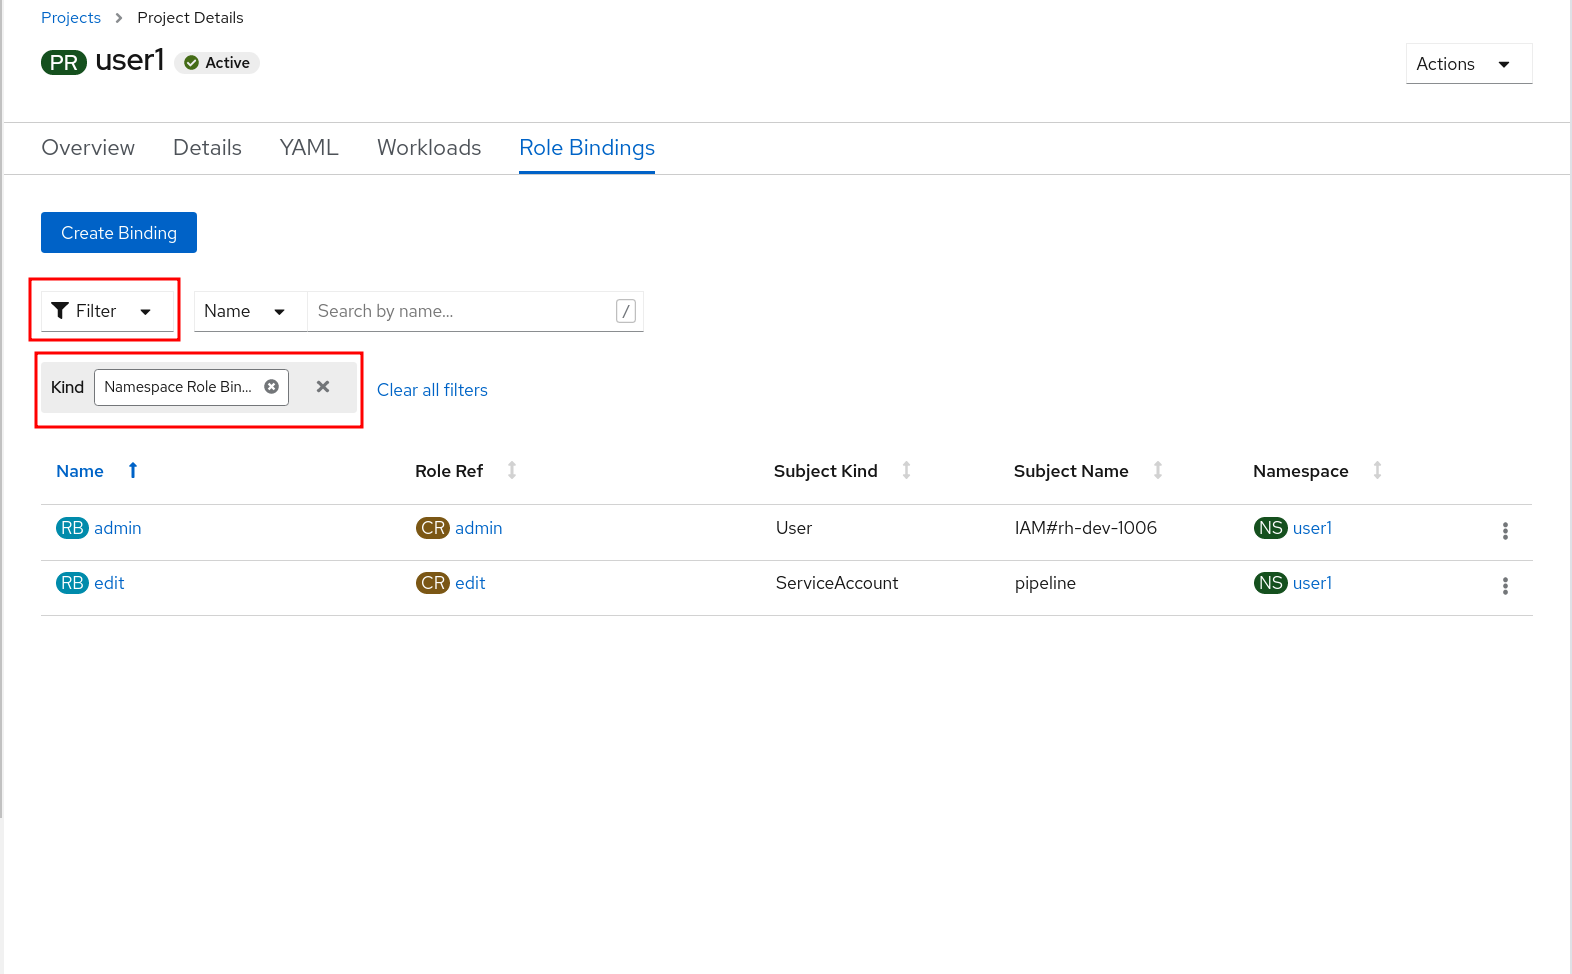 Projects > Project Details
PR user1 Active
Actions
Overview Details YAML Workloads Role Bindings
Create Binding
Filter Name Search by name... /
Kind Namespace Role Bin... Clear all filters
Name Role Ref Subject Kind Subject Name Namespace
RB admin CR admin User IAM#rh-dev-1006 NS user1
RB edit CR edit ServiceAccount pipeline NS user1